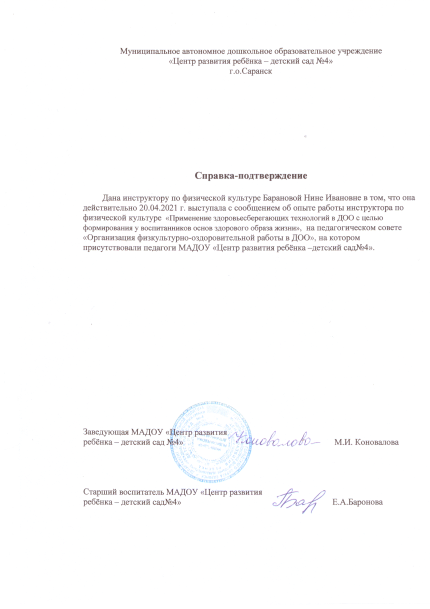 Муниципальное автономное дошкольное образовательное учреждение
«Центр развития ребёнка – детский сад №4»
г.о.Саранск
Справка-подтверждение
Дана инструктору по физической культуре Барановой Нине Ивановне в том, что она
действительно 20.04.2021 г. выступала с сообщением об опыте работы инструктора по
физической культуре «Применение здоровьесберегающих технологий в ДОО с целью
формирования у воспитанников основ здорового образа жизни», на педагогическом совете
«Организация физкультурно-оздоровительной работы в ДОО», на котором
присутствовали педагоги МАДОУ «Центр развития ребёнка –детский сад№4».
Заведующая МАДОУ «Центр развития
ребёнка – детский сад №4» Коновалова М.И. Коновалова
Старший воспитатель МАДОУ «Центр развития
ребёнка – детский сад№4» Е.А.Баронова